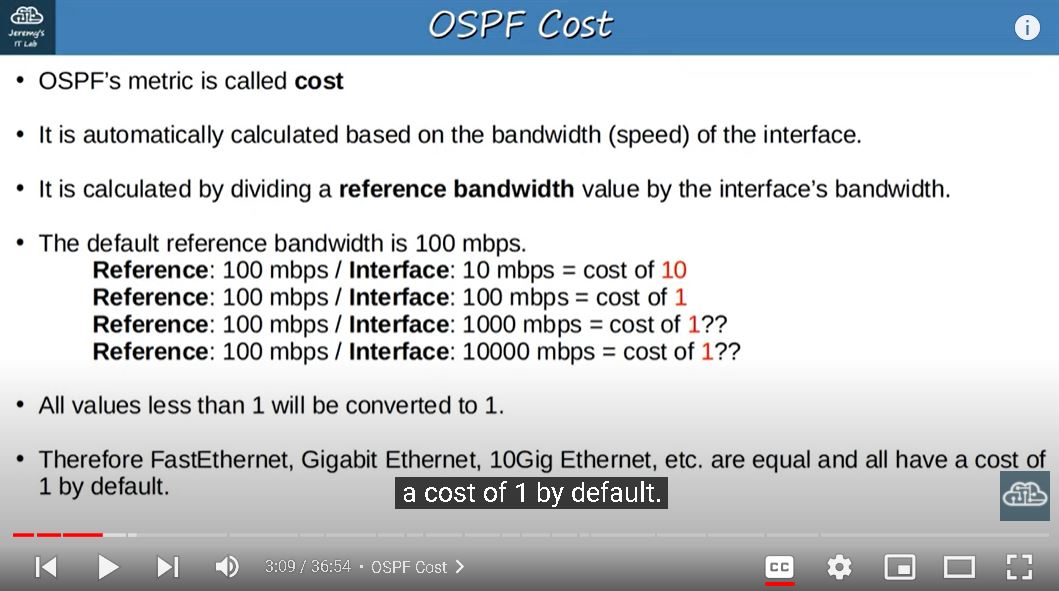 Jeremy's
IT Lab
OSPF Cost
• OSPF's metric is called cost
• It is automatically calculated based on the bandwidth (speed) of the interface.
• It is calculated by dividing a reference bandwidth value by the interface's bandwidth.
• The default reference bandwidth is 100 mbps.
Reference: 100 mbps / Interface: 10 mbps = cost of 10
Reference: 100 mbps / Interface: 100 mbps = cost of 1
Reference: 100 mbps / Interface: 1000 mbps = cost of 1??
Reference: 100 mbps / Interface: 10000 mbps = cost of 1??
• All values less than 1 will be converted to 1.
• Therefore FastEthernet, Gigabit Ethernet, 10Gig Ethernet, etc. are equal and all have a cost of
1 by default.
a cost of 1 by default.
3:09 / 36:54 • OSPF Cost
CC